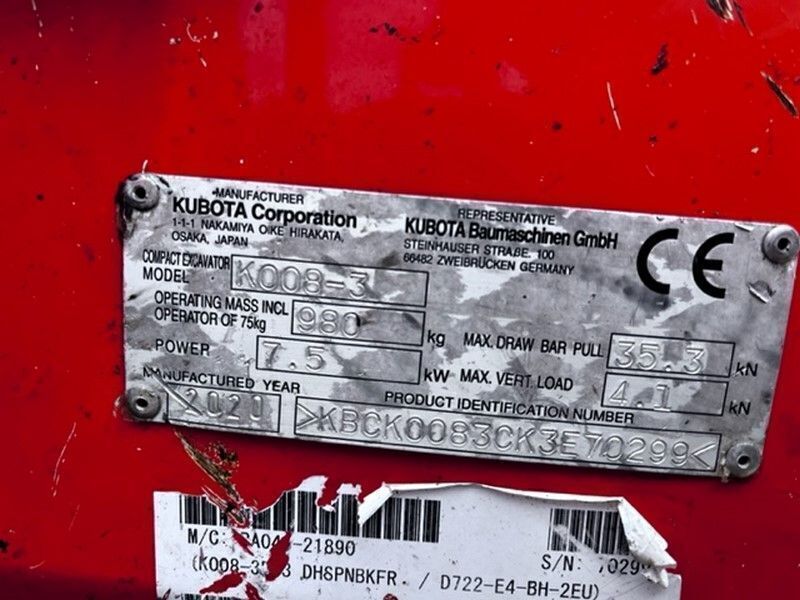 MANUFACTURER
KUBOTA Corporation
1-1-1 NAKAMIYA OIKE HIRAKATA,
OSAKA, JAPAN
REPRESENTATIVE
KUBOTA Baumaschinen GmbH
STEINHAUSER STRAßE. 100
66482 ZWEIBRÜCKEN GERMANY
CE
COMPACT EXCAVATOR
MODEL K008-3
OPERATING MASS INCL
OPERATOR OF 75kg 980 kg
MAX. DRAW BAR PULL 35.3 kN
POWER 7.5 kW
MAX. VERT. LOAD 4.1 kN
MANUFACTURED YEAR
2020
PRODUCT IDENTIFICATION NUMBER
>KBCK0083CK3E70299<
M/C: -21890
S/N:
(K008-3 DHSPNBKFR / D722-E4-BH-2EU)